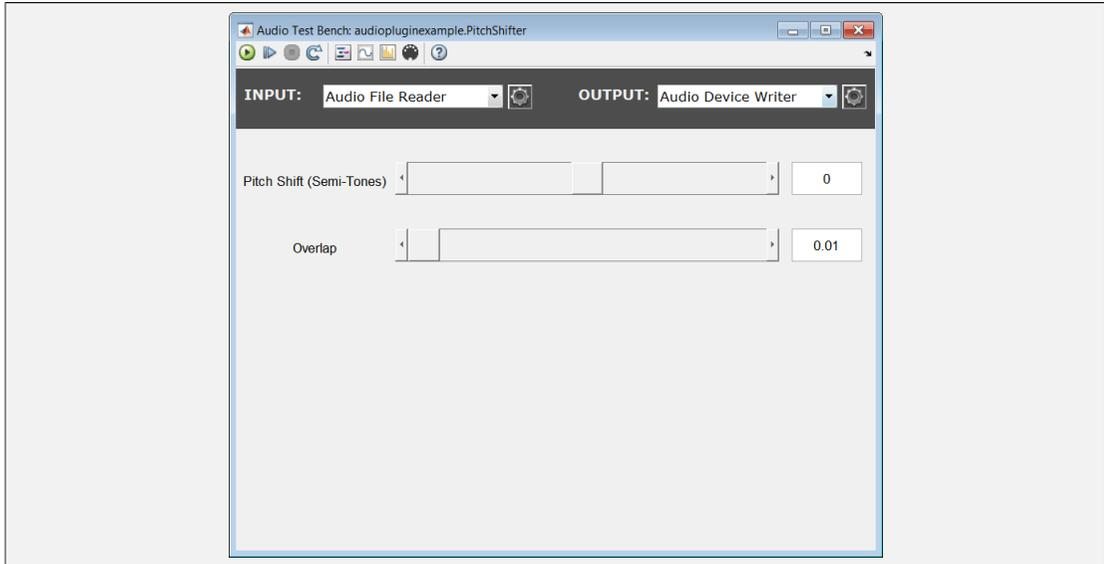 Audio Test Bench: audiopluginexample.PitchShifter
INPUT: Audio File Reader OUTPUT: Audio Device Writer
Pitch Shift (Semi-Tones) 0
Overlap 0.01